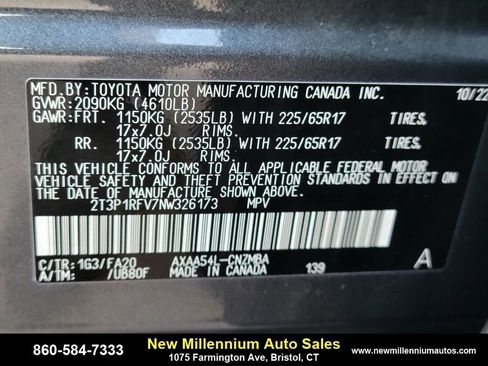 MFD.BY:TOYOTA MOTOR MANUFACTURING CANADA INC. 10/22
GVWR:2090KG (4610LB)
GAWR:FRT. 1150KG (2535LB) WITH 225/65R17 TIRES.
17x7.0J RIMS.
RR. 1150KG (2535LB) WITH 225/65R17 TIRES.
17x7.0J RIMS.
THIS VEHICLE CONFORMS TO ALL APPLICABLE FEDERAL MOTOR
VEHICLE SAFETY AND THEFT PREVENTION STANDARDS IN EFFECT ON
THE DATE OF MANUFACTURE SHOWN ABOVE.
2T3P1RFV7NW326173 MPV
C/TR:1G3/FA20 AXAA54L-CNZMBA A
A/TM: /UB80F MADE IN CANADA 139
860-584-7333
New Millennium Auto Sales
1075 Farmington Ave, Bristol, CT
www.newmillenniumautos.com